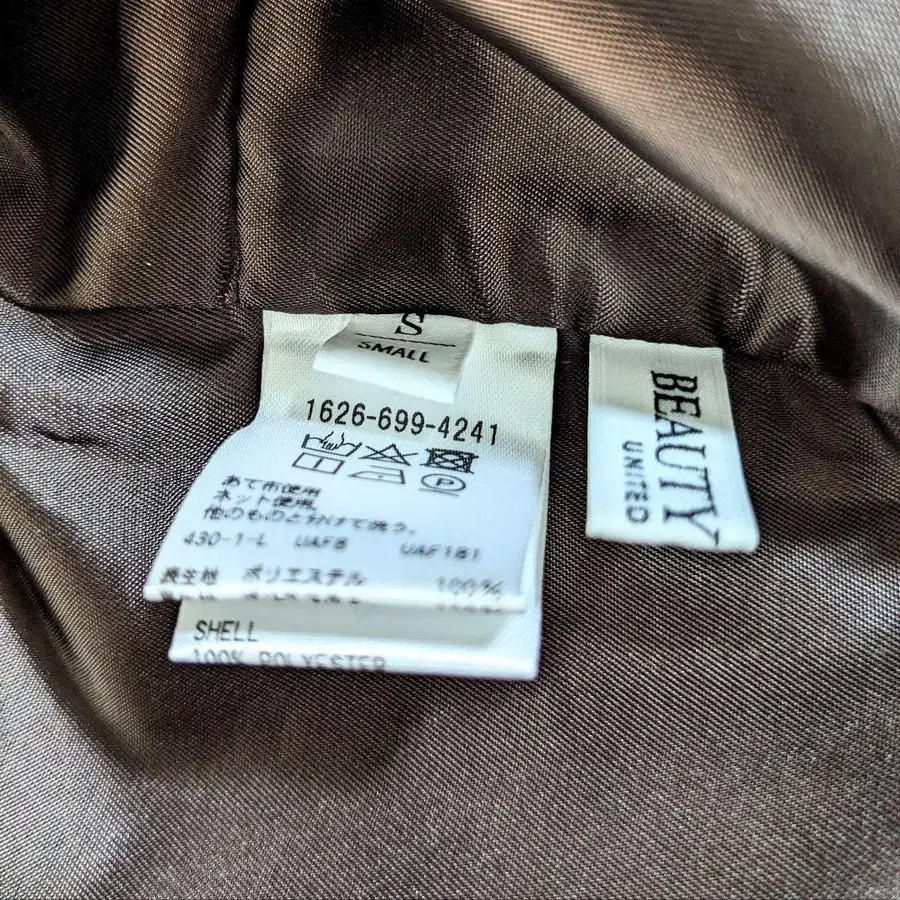 S
SMALL
1626-699-4241
P
あて布使用
ネット使用
他のものと分けて洗う。
430-1-L UAF8 UAF181
表生地 ポリエステル 100%
SHELL
100% POLYESTER
BEAUTY
UNITED